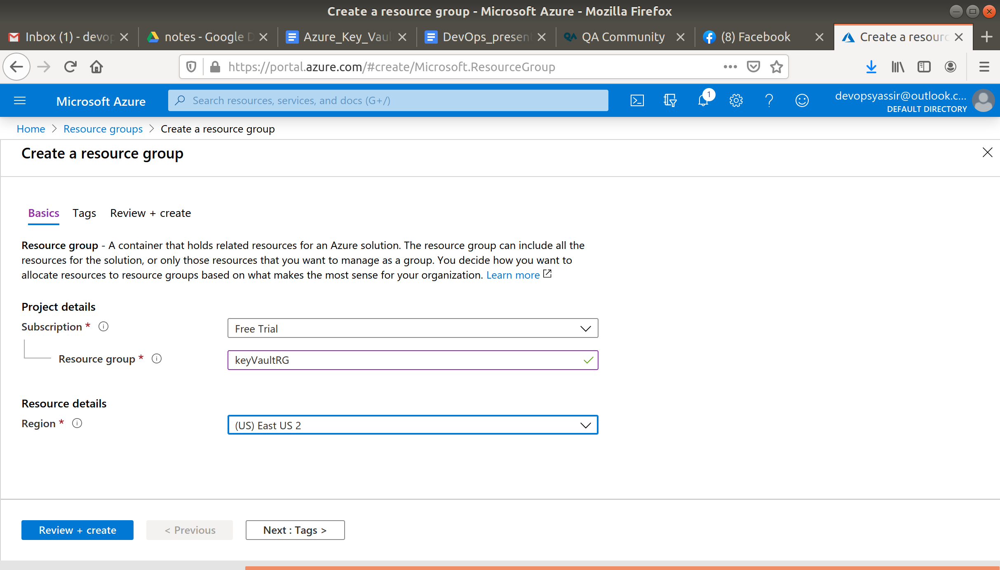 Create a resource group - Microsoft Azure - Mozilla Firefox
Inbox (1) - devop notes - Google D Azure_Key_Vaul DevOps_present QA Community (8) Facebook Create a resourc
https://portal.azure.com/#create/Microsoft.ResourceGroup
Microsoft Azure Search resources, services, and docs (G+/) 1 devopsyassir@outlook.c...
DEFAULT DIRECTORY
Home > Resource groups > Create a resource group
Create a resource group
Basics Tags Review + create
Resource group - A container that holds related resources for an Azure solution. The resource group can include all the
resources for the solution, or only those resources that you want to manage as a group. You decide how you want to
allocate resources to resource groups based on what makes the most sense for your organization. Learn more
Project details
Subscription * Free Trial
Resource group * keyVaultRG
Resource details
Region * (US) East US 2
Review + create < Previous Next : Tags >